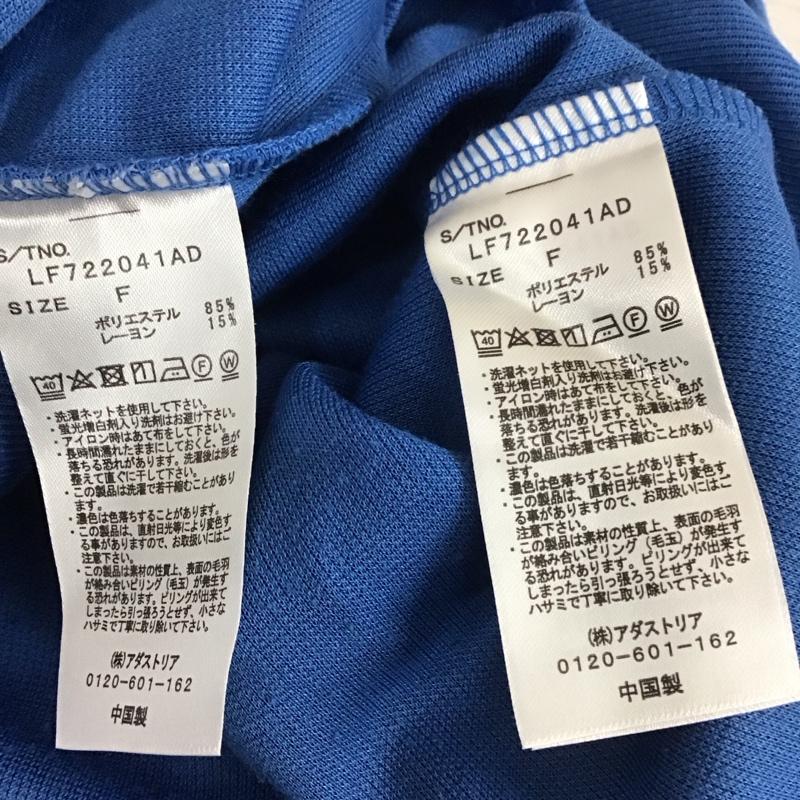 S/TNO.
LF722041AD
SIZE F
ポリエステル 85%
レーヨン 15%
40 F W
・洗濯ネットを使用して下さい。
・蛍光増白剤入り洗剤はお避け下さい。
・アイロン時はあて布をして下さい。
・長時間濡れたままにしておくと、色が
落ちる恐れがあります。洗濯後は形を
整えて直ぐに干して下さい。
・この製品は洗濯で若干縮むことがあり
ます。
・濃色は色落ちすることがあります。
・この製品は、直射日光等により変色す
る事がありますので、お取扱いにはご
注意下さい。
・この製品は素材の性質上、表面の毛羽
が絡み合いピリング(毛玉)が発生す
る恐れがあります。ピリングが出来て
しまったら引っ張ろうとせず、小さな
ハサミで丁寧に取り除いて下さい。
(株)アダストリア
0120-601-162
中国製
S/TNO.
LF722041AD
SIZE F
ポリエステル 85%
レーヨン 15%
40 F W
・洗濯ネットを使用して下さい。
・蛍光増白剤入り洗剤はお避け下さい。
・アイロン時はあて布をして下さい。
・長時間濡れたままにしておくと、色が
落ちる恐れがあります。洗濯後は形を
整えて直ぐに干して下さい。
・この製品は洗濯で若干縮むことがあり
ます。
・濃色は色落ちすることがあります。
・この製品は、直射日光等により変色す
る事がありますので、お取扱いにはご
注意下さい。
・この製品は素材の性質上、表面の毛羽
が絡み合いピリング(毛玉)が発生す
る恐れがあります。ピリングが出来て
しまったら引っ張ろうとせず、小さな
ハサミで丁寧に取り除いて下さい。
(株)アダストリア
0120-601-162
中国製